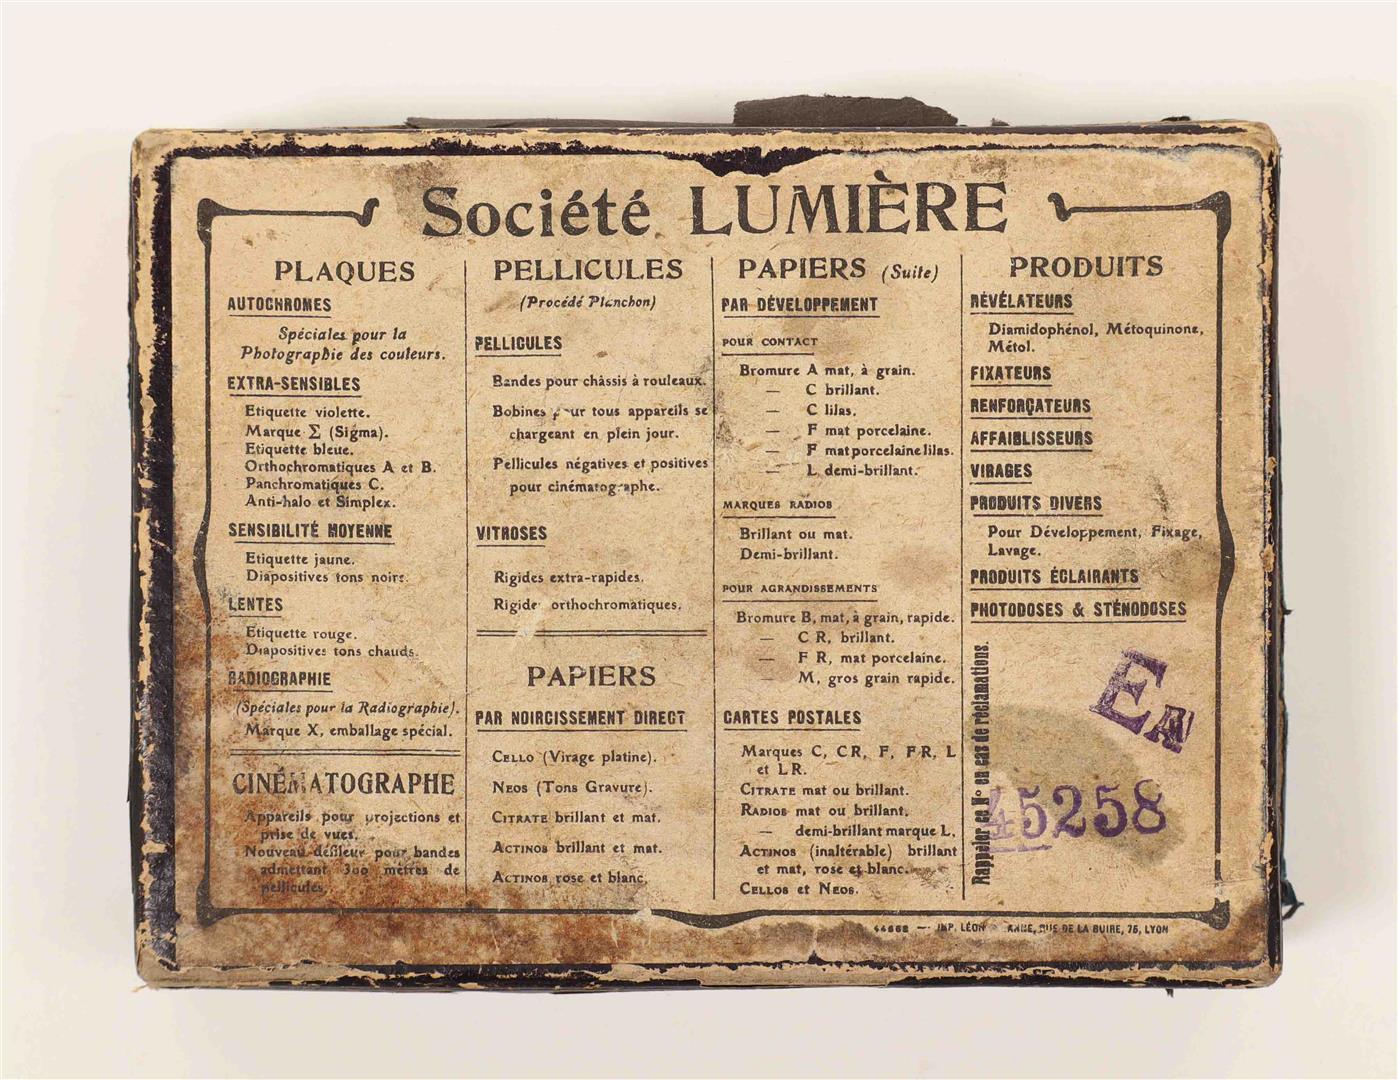 Société LUMIÈRE
PLAQUES
AUTOCHROMES
Spéciales pour la
Photographie des couleurs.
EXTRA-SENSIBLES
Etiquette violette.
Marque Σ (Sigma).
Etiquette bleue.
Orthochromatiques A et B.
Panchromatiques C.
Anti-halo et Simplex.
SENSIBILITÉ MOYENNE
Etiquette jaune.
Diapositives tons noirs.
LENTES
Etiquette rouge.
Diapositives tons chauds.
RADIOGRAPHIE
(Spéciales pour la Radiographie).
Marque X, emballage spécial.
CINÉMATOGRAPHE
Appareils pour projections et
prise de vues.
Nouveau défileur pour bandes
admettant 300 mètres de
pellicules.
PELLICULES
(Procédé Planchon)
PELLICULES
Bandes pour châssis à rouleaux.
Bobines pour tous appareils se
chargeant en plein jour.
Pellicules négatives et positives
pour cinématographe.
VITROSES
Rigides extra-rapides.
Rigides orthochromatiques.
PAPIERS
PAR NOIRCISSEMENT DIRECT
CELLO (Virage platine).
NEOS (Tons Gravure).
CITRATE brillant et mat.
ACTINOS brillant et mat.
ACTINOS rose et blanc.
PAPIERS (Suite)
PAR DÉVELOPPEMENT
POUR CONTACT
Bromure A mat, à grain.
— C brillant.
— C lilas.
— F mat porcelaine.
— F mat porcelaine lilas.
— L demi-brillant.
MARQUES RADIOS
Brillant ou mat.
Demi-brillant.
POUR AGRANDISSEMENTS
Bromure B, mat, à grain, rapide.
— C R, brillant.
— F R, mat porcelaine.
— M, gros grain rapide.
CARTES POSTALES
Marques C, CR, F, FR, L
et LR.
CITRATE mat ou brillant.
RADIOS mat ou brillant.
— demi-brillant marque L.
ACTINOS (inaltérable) brillant
et mat, rose et blanc.
CELLOS et NEOS.
PRODUITS
RÉVÉLATEURS
Diamidophénol, Métoquinone,
Métol.
FIXATEURS
RENFORÇATEURS
AFFAIBLISSEURS
VIRAGES
PRODUITS DIVERS
Pour Développement, Fixage,
Lavage.
PRODUITS ÉCLAIRANTS
PHOTODOSES & STÉNODOSES
Rappeler ce N° en cas de réclamations.
EA
45258
IMP. LÉON RUE DE LA BUIRE, 76, LYON